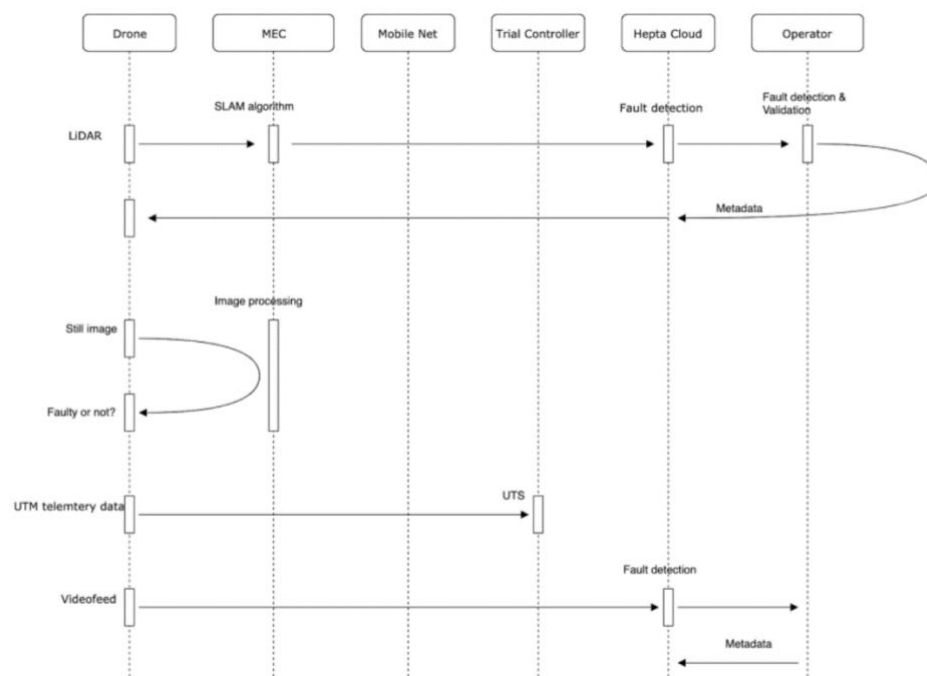 Drone
MEC
Mobile Net
Trial Controller
Hepta Cloud
Operator
SLAM algorithm
Fault detection
Fault detection &
Validation
LiDAR
Metadata
Image processing
Still image
Faulty or not?
UTS
UTM telemtery data
Fault detection
Videofeed
Metadata